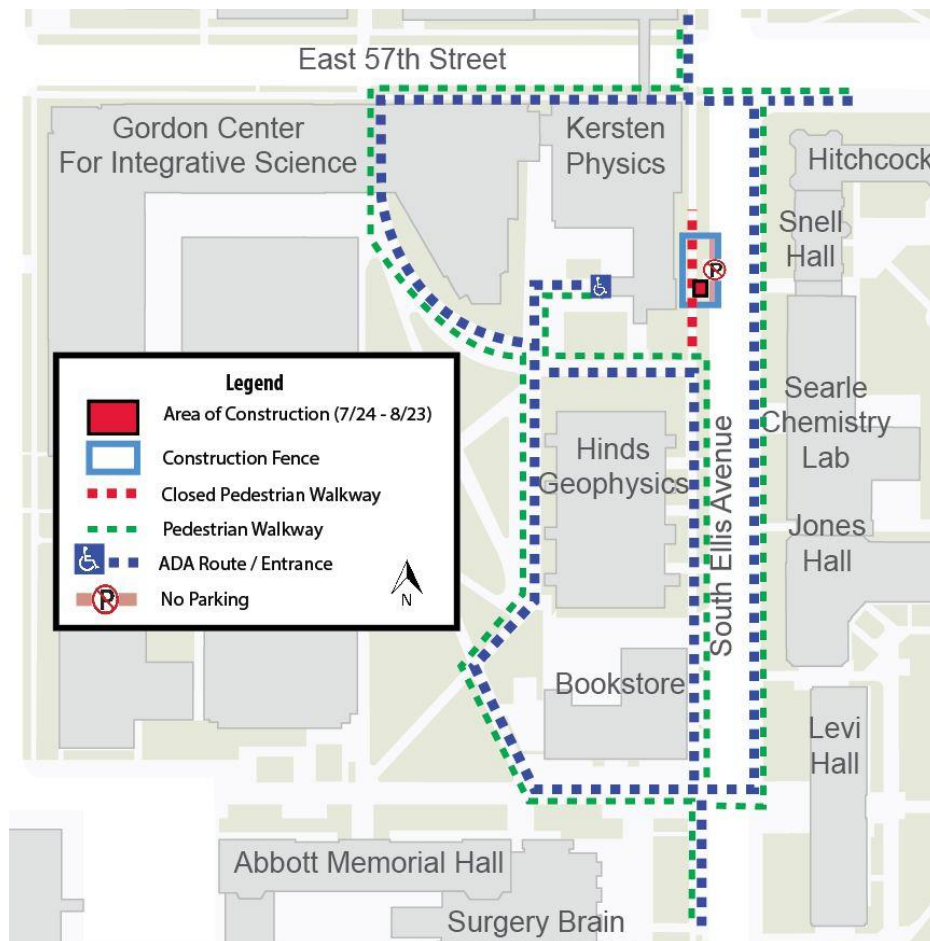 East 57th Street
Gordon Center
For Integrative Science
Kersten
Physics
Hitchcock
Snell
Hall
P
Legend
Area of Construction (7/24 - 8/23)
Construction Fence
Closed Pedestrian Walkway
Pedestrian Walkway
ADA Route / Entrance
P
No Parking
N
Hinds
Geophysics
South Ellis Avenue
Searle
Chemistry
Lab
Jones
Hall
Bookstore
Levi
Hall
Abbott Memorial Hall
Surgery Brain